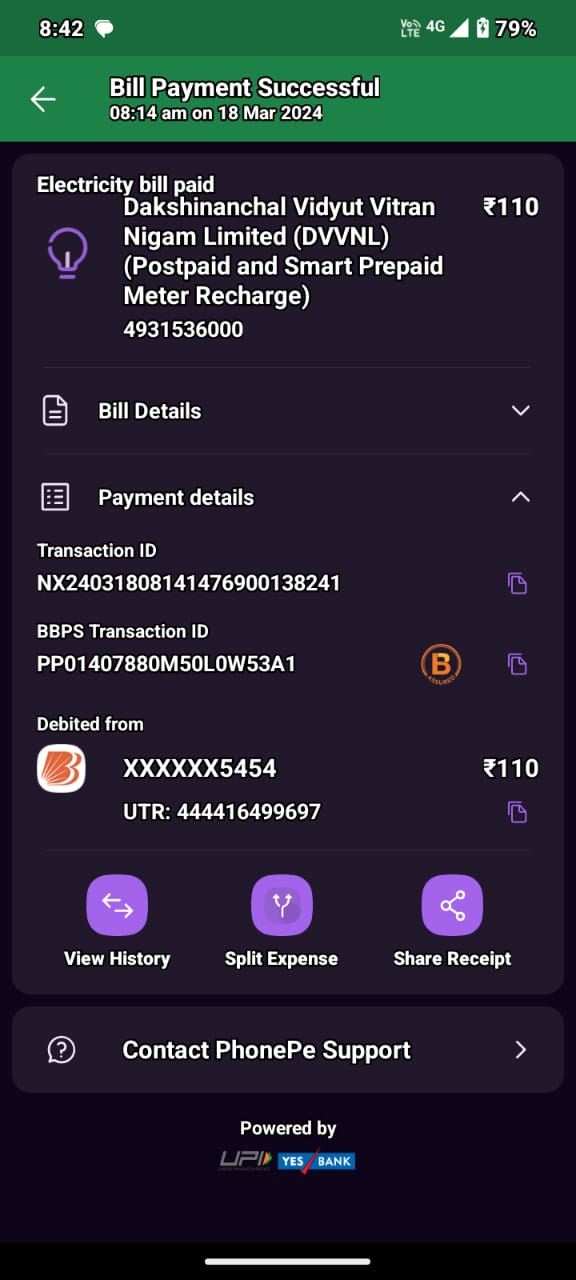 8:42
Vo)) LTE 4G 79%
Bill Payment Successful
08:14 am on 18 Mar 2024
Electricity bill paid
Dakshinanchal Vidyut Vitran ₹110
Nigam Limited (DVVNL)
(Postpaid and Smart Prepaid
Meter Recharge)
4931536000
Bill Details
Payment details
Transaction ID
NX24031808141476900138241
BBPS Transaction ID
PP01407880M50L0W53A1
B ASSURED
Debited from
XXXXXX5454 ₹110
UTR: 444416499697
View History Split Expense Share Receipt
Contact PhonePe Support
Powered by
UPI YES BANK